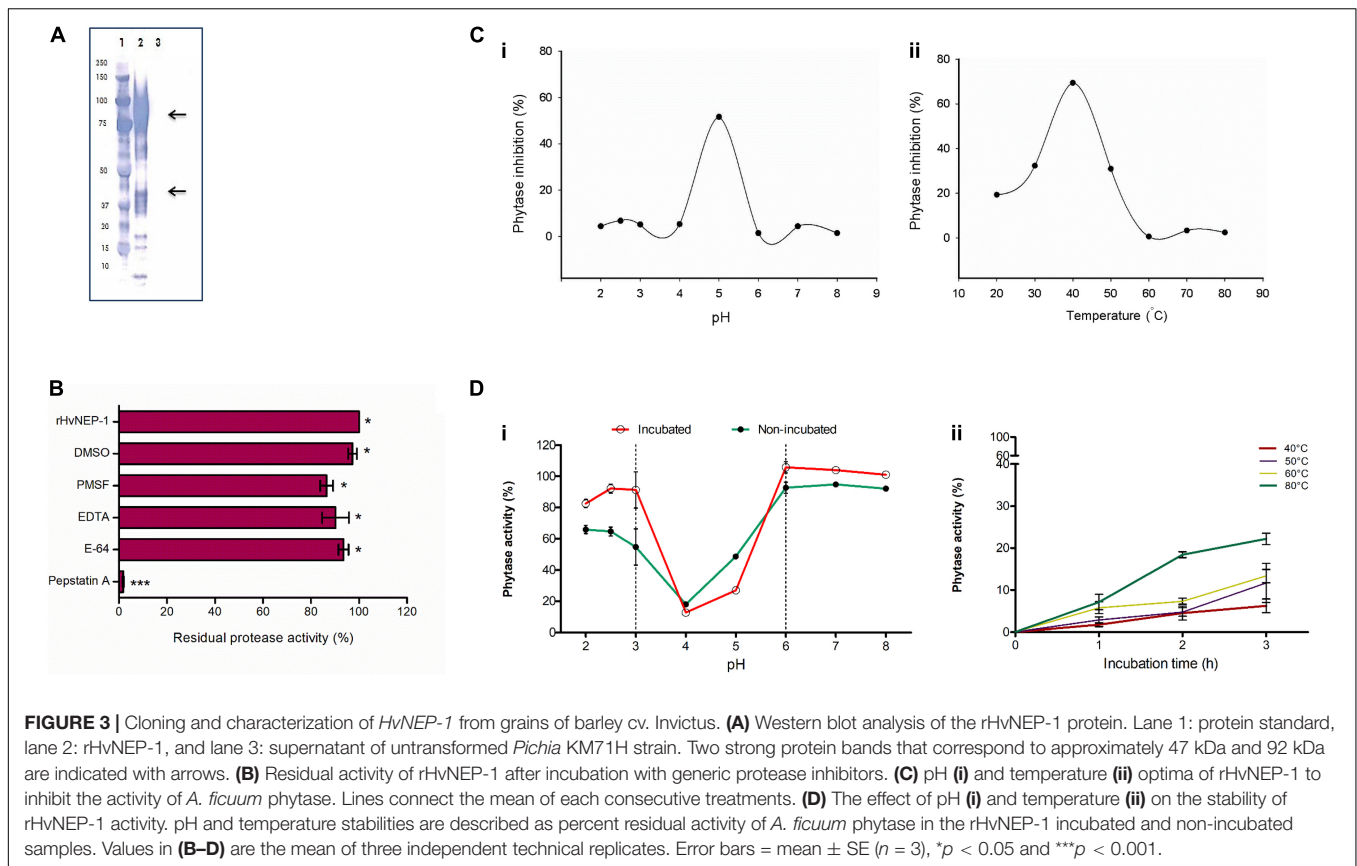 A
1 2 3
250
150
100
75
50
37
20
15
10
C
i
80
60
40
20
0
Phytase inhibition (%)
2 3 4 5 6 7 8 9
pH
ii
80
60
40
20
0
Phytase inhibition (%)
10 20 30 40 50 60 70 80 90
Temperature (°C)
B
rHvNEP-1 *
DMSO *
PMSF *
EDTA *
E-64 *
Pepstatin A ***
0 20 40 60 80 100 120
Residual protease activity (%)
D
i
Incubated Non-incubated
120
100
80
60
40
20
0
Phytase activity (%)
2 3 4 5 6 7 8
pH
ii
100
60
40
30
20
10
0
Phytase activity (%)
40°C
50°C
60°C
80°C
0 1 2 3
Incubation time (h)
FIGURE 3 | Cloning and characterization of HvNEP-1 from grains of barley cv. Invictus. (A) Western blot analysis of the rHvNEP-1 protein. Lane 1: protein standard,
lane 2: rHvNEP-1, and lane 3: supernatant of untransformed Pichia KM71H strain. Two strong protein bands that correspond to approximately 47 kDa and 92 kDa
are indicated with arrows. (B) Residual activity of rHvNEP-1 after incubation with generic protease inhibitors. (C) pH (i) and temperature (ii) optima of rHvNEP-1 to
inhibit the activity of A. ficuum phytase. Lines connect the mean of each consecutive treatments. (D) The effect of pH (i) and temperature (ii) on the stability of
rHvNEP-1 activity. pH and temperature stabilities are described as percent residual activity of A. ficuum phytase in the rHvNEP-1 incubated and non-incubated
samples. Values in (B–D) are the mean of three independent technical replicates. Error bars = mean ± SE (n = 3), *p < 0.05 and ***p < 0.001.